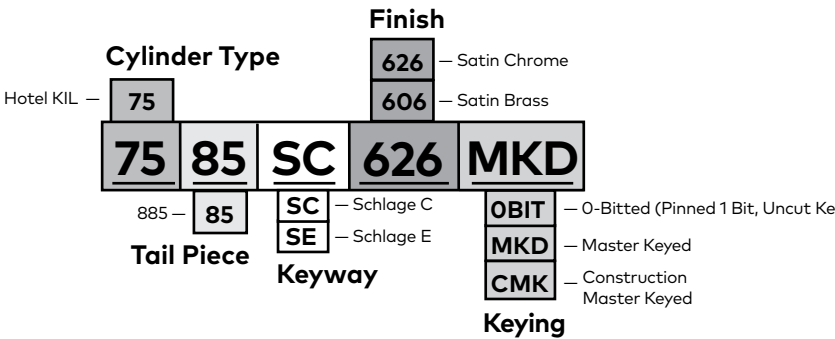 Finish
626 — Satin Chrome
Cylinder Type
Hotel KIL — 75
606 — Satin Brass
75 85 SC 626 MKD
885 — 85
SC — Schlage C
0BIT — 0-Bitted (Pinned 1 Bit, Uncut Ke
SE — Schlage E
MKD — Master Keyed
Tail Piece
Keyway
CMK — Construction
Master Keyed
Keying